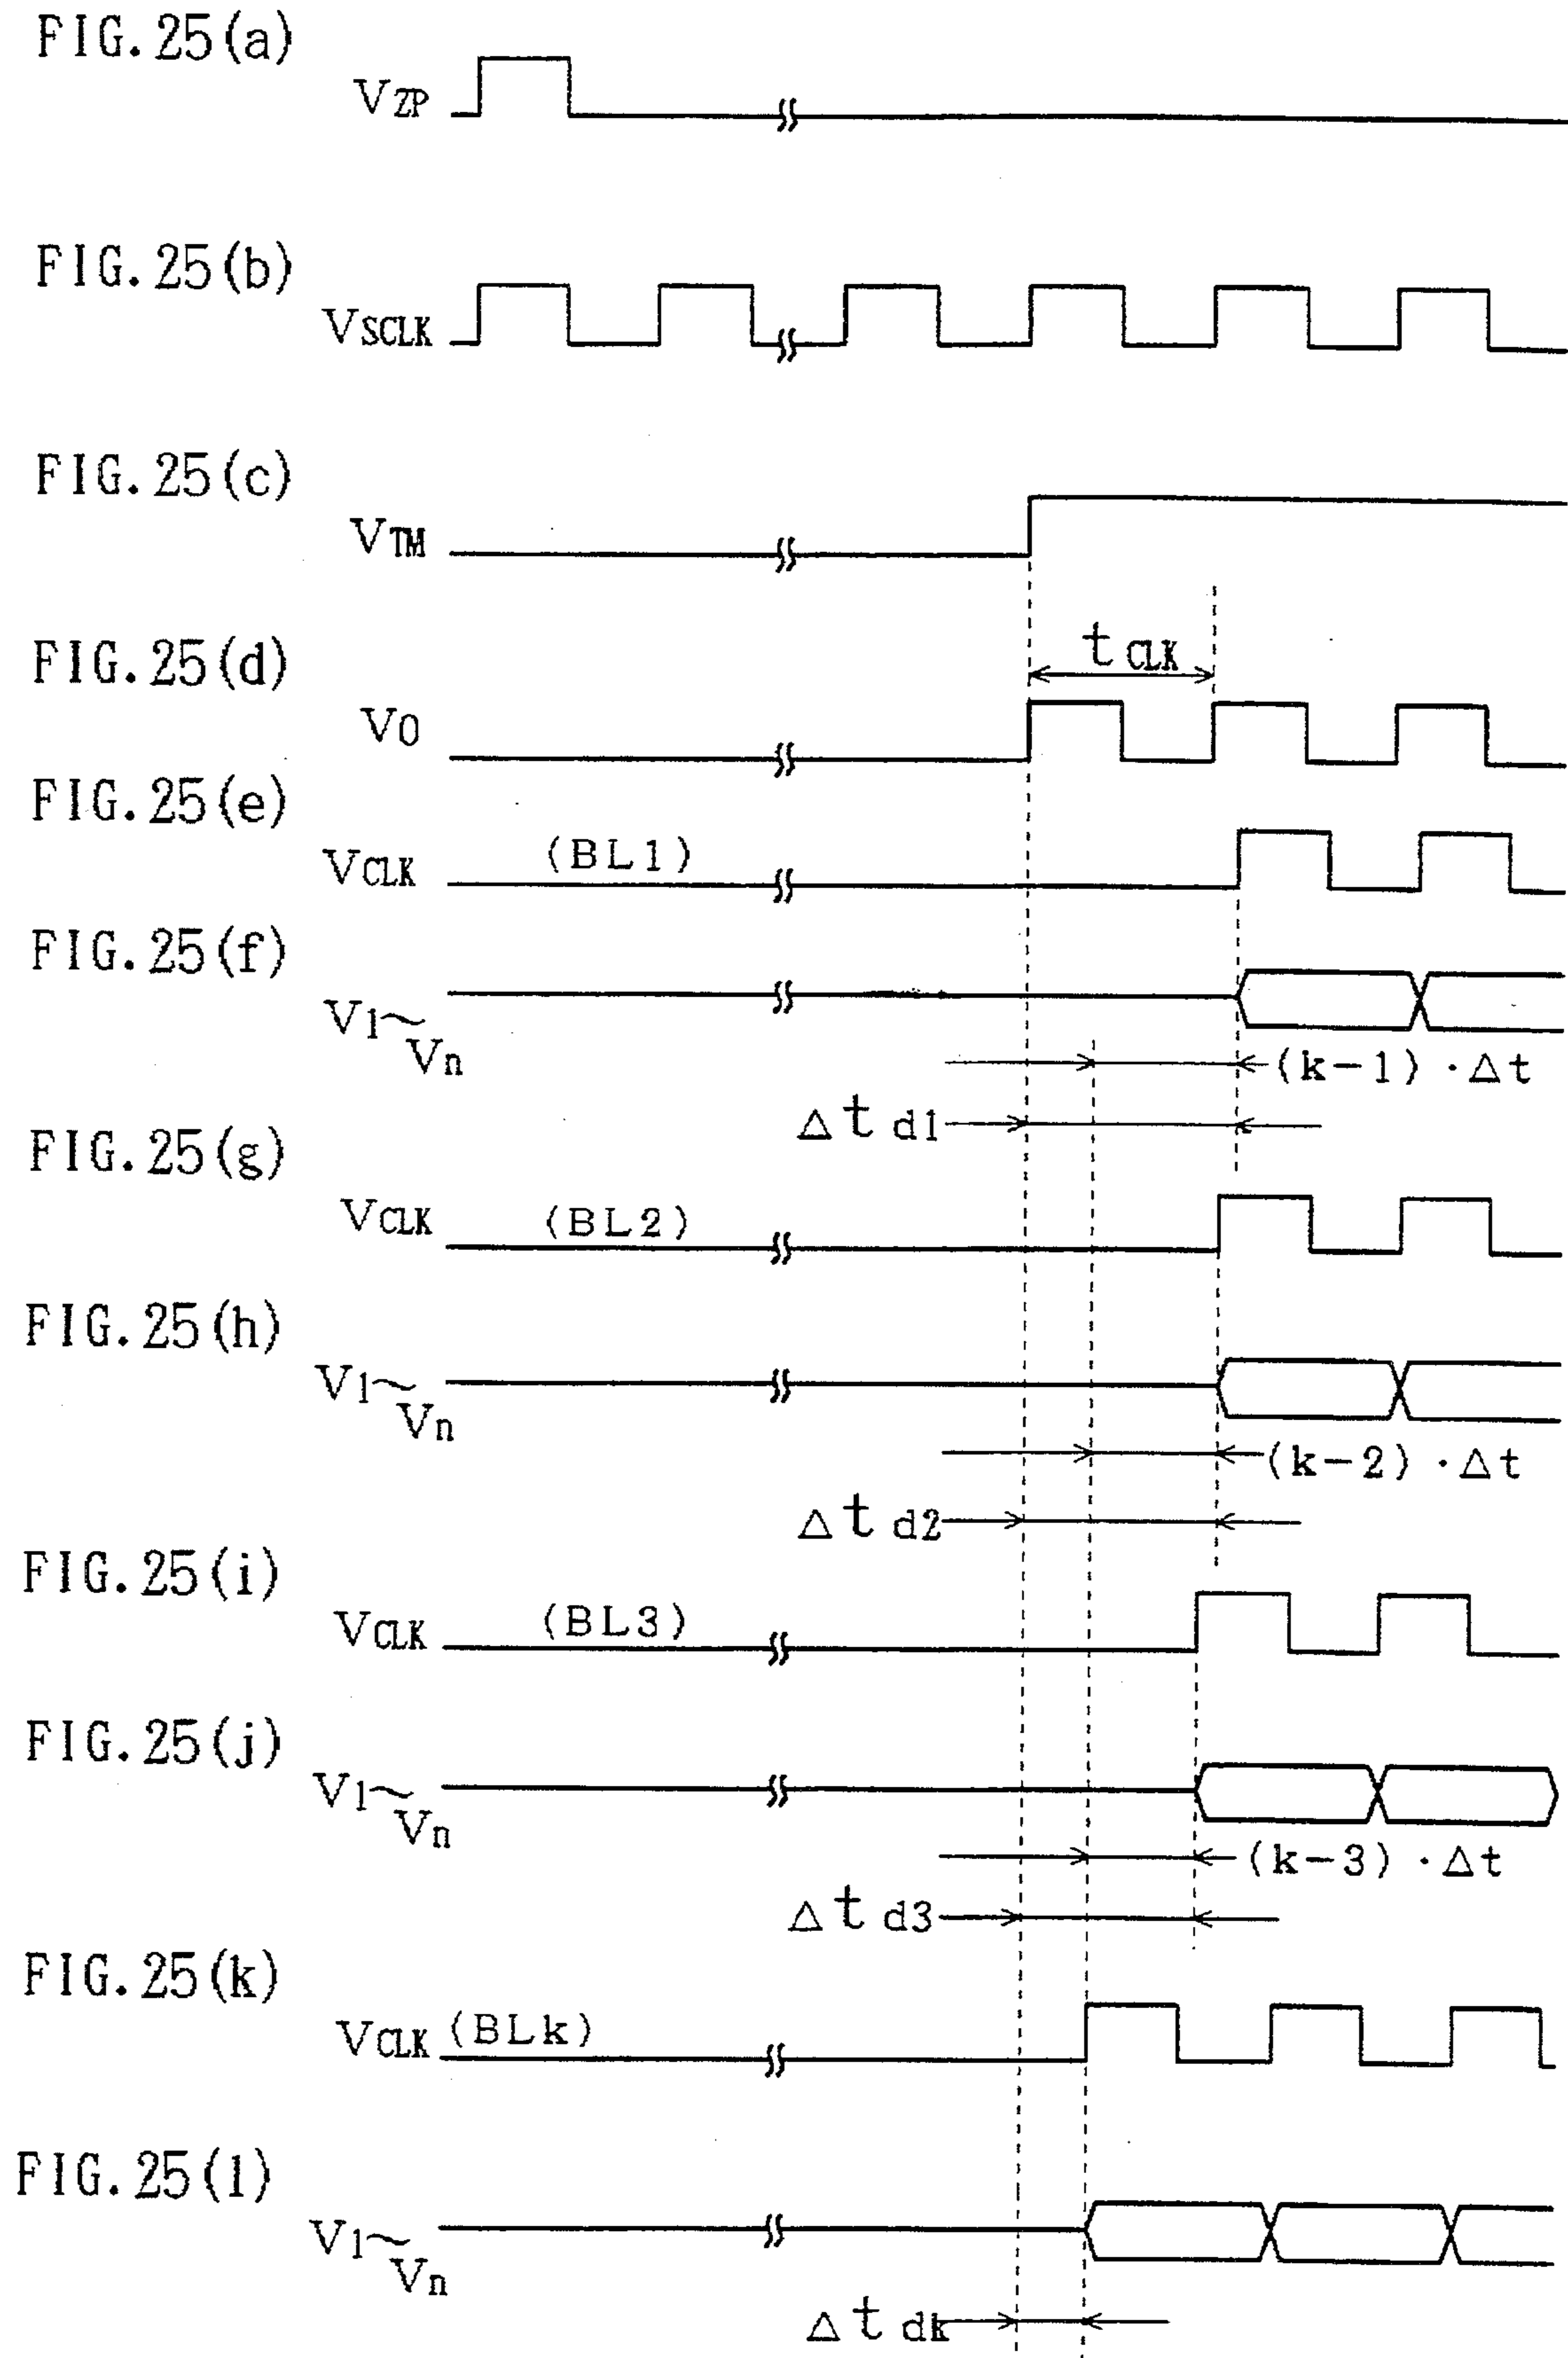 FIG. 25(a)
VZP
FIG. 25(b)
VSCLK
FIG. 25(c)
VTM
FIG. 25(d)
tCLK
V0
FIG. 25(e)
VCLK (BL1)
FIG. 25(f)
V1~Vn
(k-1)·Δt
Δtd1
FIG. 25(g)
VCLK (BL2)
FIG. 25(h)
V1~Vn
(k-2)·Δt
Δtd2
FIG. 25(i)
VCLK (BL3)
FIG. 25(j)
V1~Vn
(k-3)·Δt
Δtd3
FIG. 25(k)
VCLK (BLk)
FIG. 25(l)
V1~Vn
Δtdk